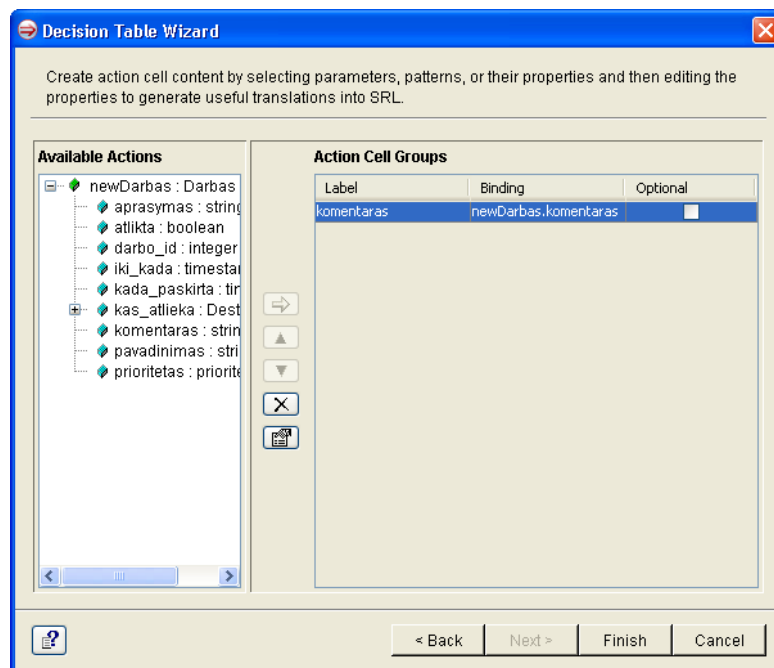 Decision Table Wizard
Create action cell content by selecting parameters, patterns, or their properties and then editing the
properties to generate useful translations into SRL.
Available Actions
newDarbas : Darbas
aprasymas : string
atlikta : boolean
darbo_id : integer
iki_kada : timestar
kada_paskirta : tir
kas_atlieka : Dest
komentaras : strin
pavadinimas : stri
prioritetas : priorite
Action Cell Groups
Label Binding Optional
komentaras newDarbas.komentaras
< Back Next > Finish Cancel